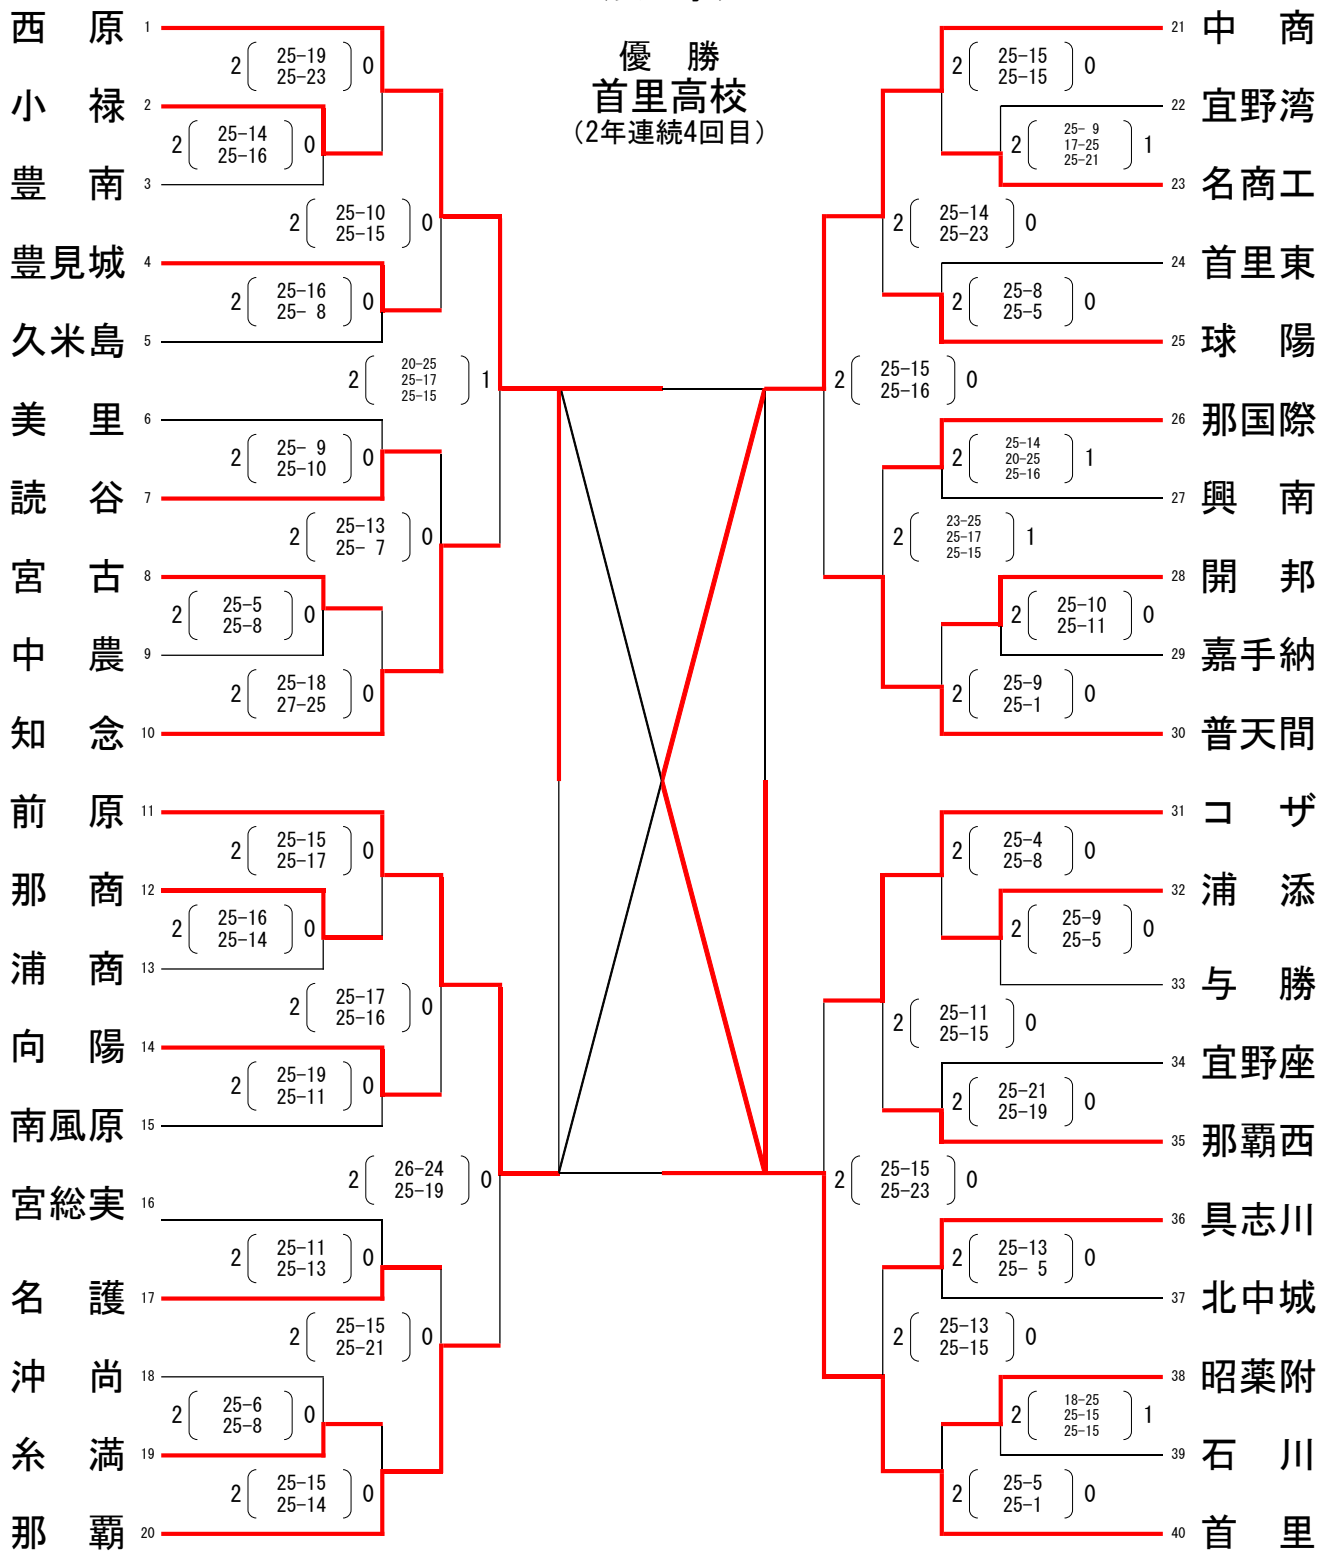 優　勝
首里高校
（2年連続4回目）
西　原 1
2 25-19 0
25-23
小　禄 2
2 25-14 0
25-16
豊　南 3
2 25-10 0
25-15
豊見城 4
2 25-16 0
25- 8
久米島 5
2 20-25 1
25-17
25-15
美　里 6
2 25- 9 0
25-10
読　谷 7
2 25-13 0
25- 7
宮　古 8
2 25-5 0
25-8
中　農 9
2 25-18 0
27-25
知　念 10
前　原 11
2 25-15 0
25-17
那　商 12
2 25-16 0
25-14
浦　商 13
2 25-17 0
25-16
向　陽 14
2 25-19 0
25-11
南風原 15
2 26-24 0
25-19
宮総実 16
2 25-11 0
25-13
名　護 17
2 25-15 0
25-21
沖　尚 18
2 25-6 0
25-8
糸　満 19
2 25-15 0
25-14
那　覇 20
21 中　商
2 25-15 0
25-15
22 宜野湾
2 25- 9 1
17-25
25-21
23 名商工
2 25-14 0
25-23
24 首里東
2 25-8 0
25-5
25 球　陽
2 25-15 0
25-16
26 那国際
2 25-14 1
20-25
25-16
27 興　南
2 23-25 1
25-17
25-15
28 開　邦
2 25-10 0
25-11
29 嘉手納
2 25-9 0
25-1
30 普天間
31 コ　ザ
2 25-4 0
25-8
32 浦　添
2 25-9 0
25-5
33 与　勝
2 25-11 0
25-15
34 宜野座
2 25-21 0
25-19
35 那覇西
2 25-15 0
25-23
36 具志川
2 25-13 0
25- 5
37 北中城
2 25-13 0
25-15
38 昭薬附
2 18-25 1
25-15
25-15
39 石　川
2 25-5 0
25-1
40 首　里